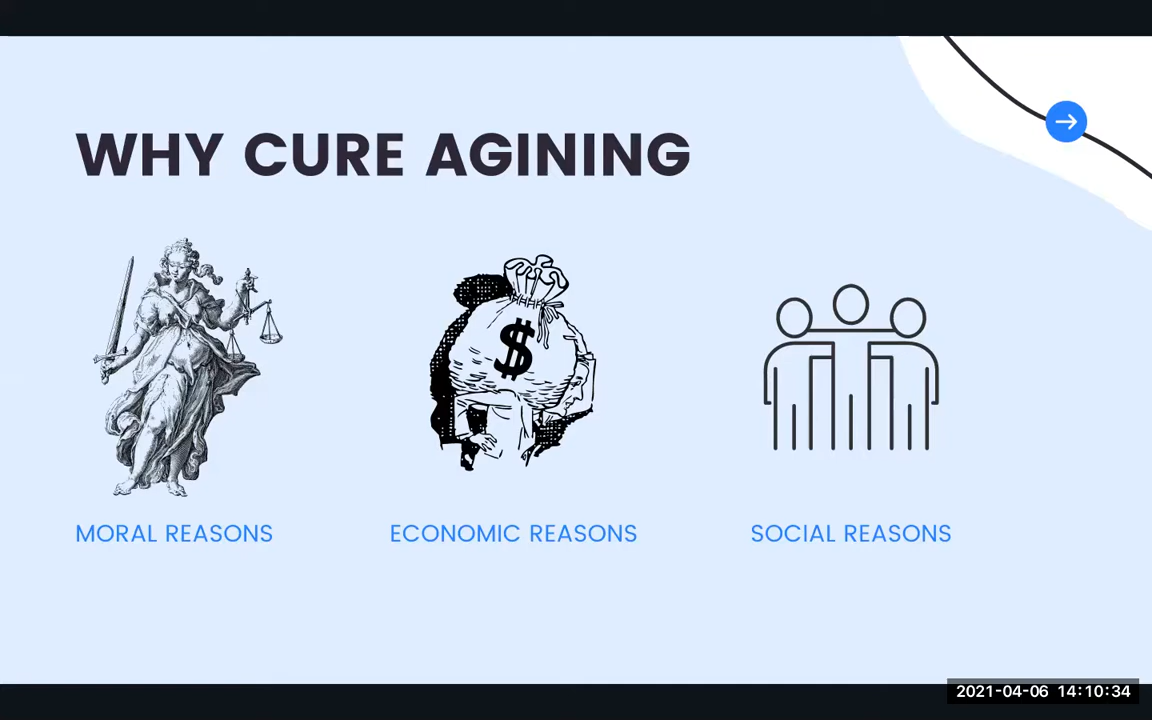 WHY CURE AGINING
$
MORAL REASONS
ECONOMIC REASONS
SOCIAL REASONS
2021-04-06 14:10:34